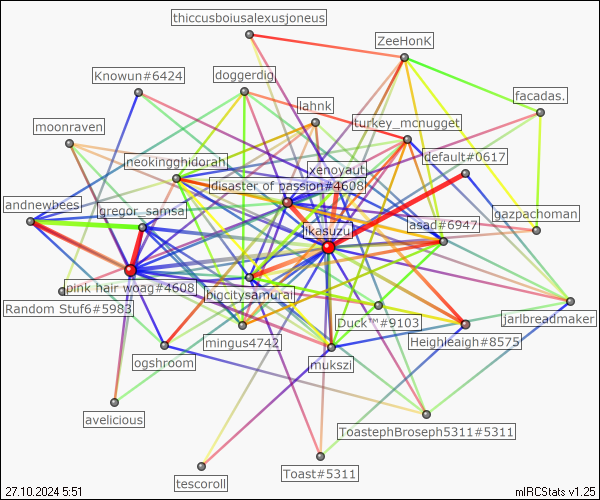 thiccusboiusalexusjoneus
ZeeHonK
Knowun#6424
doggerdig
facadas.
lahnk
moonraven
turkey_mcnugget
neokingghidorah
default#0617
xenoyaut
disaster of passion#4608
andnewbees
gregor_samsa
gazpachoman
asad#6947
ikasuzu
pink hair woag#4608
bigcitysamurai
Random Stuf6#5983
Duck™#9103
jarlbreadmaker
mingus4742
Heighleaigh#8575
ogshroom
mukszi
avelicious
ToastephBroseph5311#5311
Toast#5311
tescoroll
27.10.2024 5:51
mIRCStats v1.25